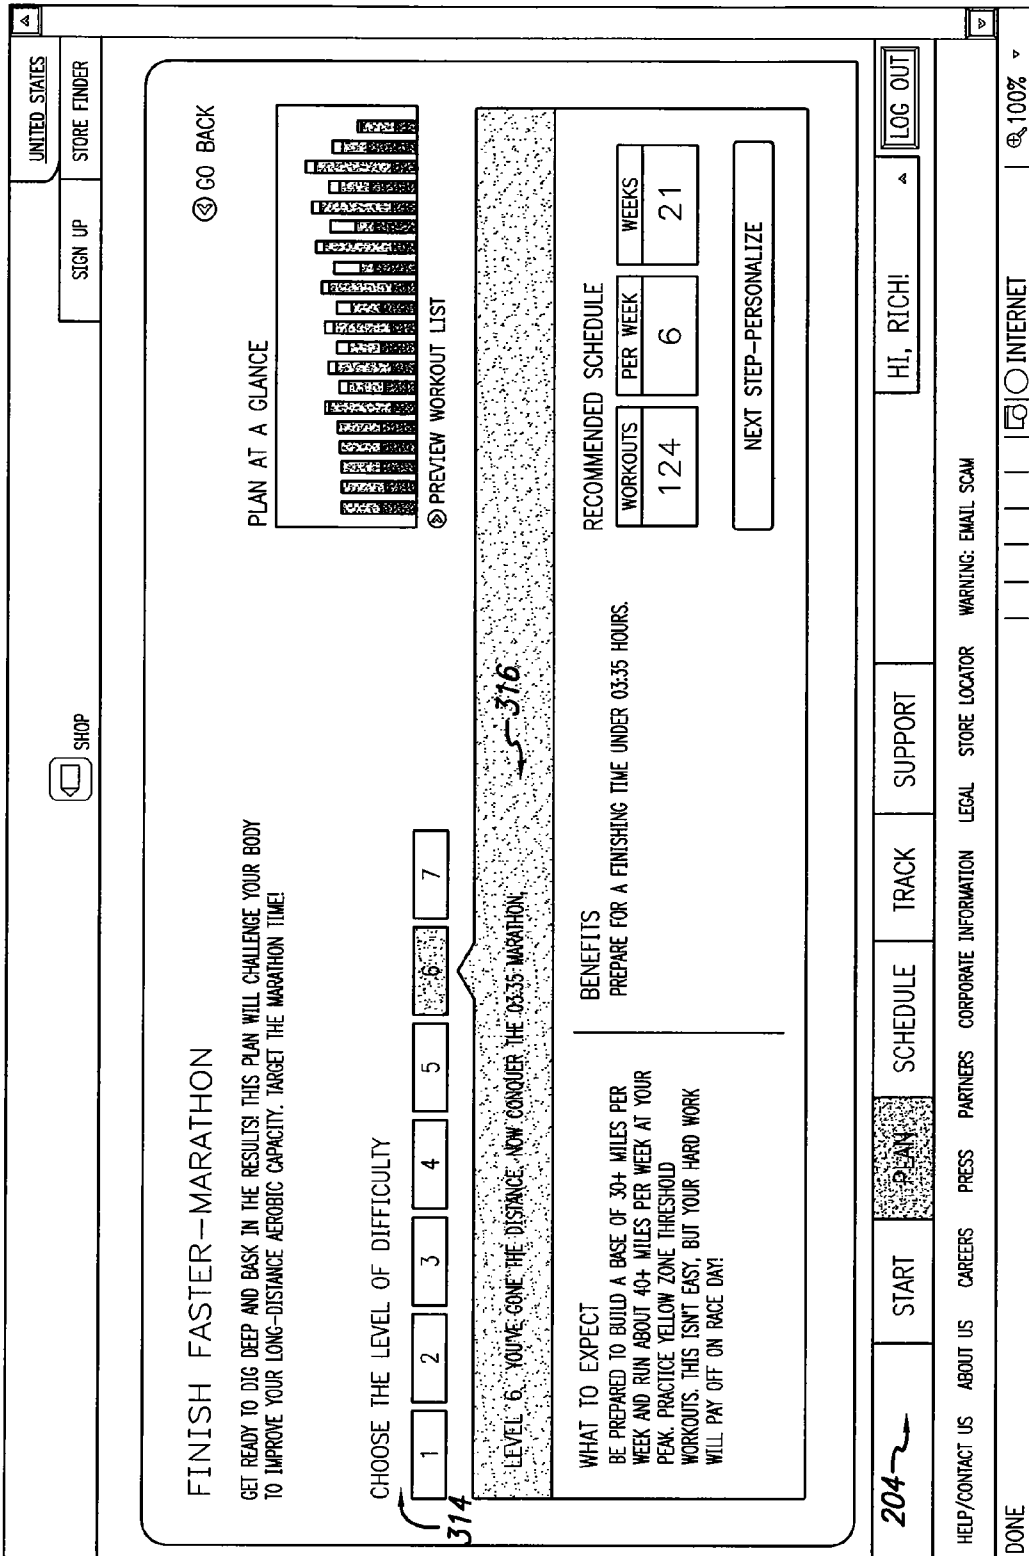 UNITED STATES
SHOP
SIGN UP
STORE FINDER
FINISH FASTER-MARATHON
GO BACK
GET READY TO DIG DEEP AND BASK IN THE RESULTS! THIS PLAN WILL CHALLENGE YOUR BODY
TO IMPROVE YOUR LONG-DISTANCE AEROBIC CAPACITY. TARGET THE MARATHON TIME!
PLAN AT A GLANCE
PREVIEW WORKOUT LIST
CHOOSE THE LEVEL OF DIFFICULTY
314
1 2 3 4 5 6 7
LEVEL 6. YOU'VE GONE THE DISTANCE, NOW CONQUER THE 03:35 MARATHON.
316
WHAT TO EXPECT
BE PREPARED TO BUILD A BASE OF 30+ MILES PER
WEEK AND RUN ABOUT 40+ MILES PER WEEK AT YOUR
PEAK. PRACTICE YELLOW ZONE THRESHOLD
WORKOUTS. THIS ISN'T EASY, BUT YOUR HARD WORK
WILL PAY OFF ON RACE DAY!
BENEFITS
PREPARE FOR A FINISHING TIME UNDER 03:35 HOURS.
RECOMMENDED SCHEDULE
WORKOUTS PER WEEK WEEKS
124 6 21
NEXT STEP-PERSONALIZE
204
START PLAN SCHEDULE TRACK SUPPORT
HI, RICH!
LOG OUT
HELP/CONTACT US ABOUT US CAREERS PRESS PARTNERS CORPORATE INFORMATION LEGAL STORE LOCATOR WARNING: EMAIL SCAM
DONE
INTERNET
100%